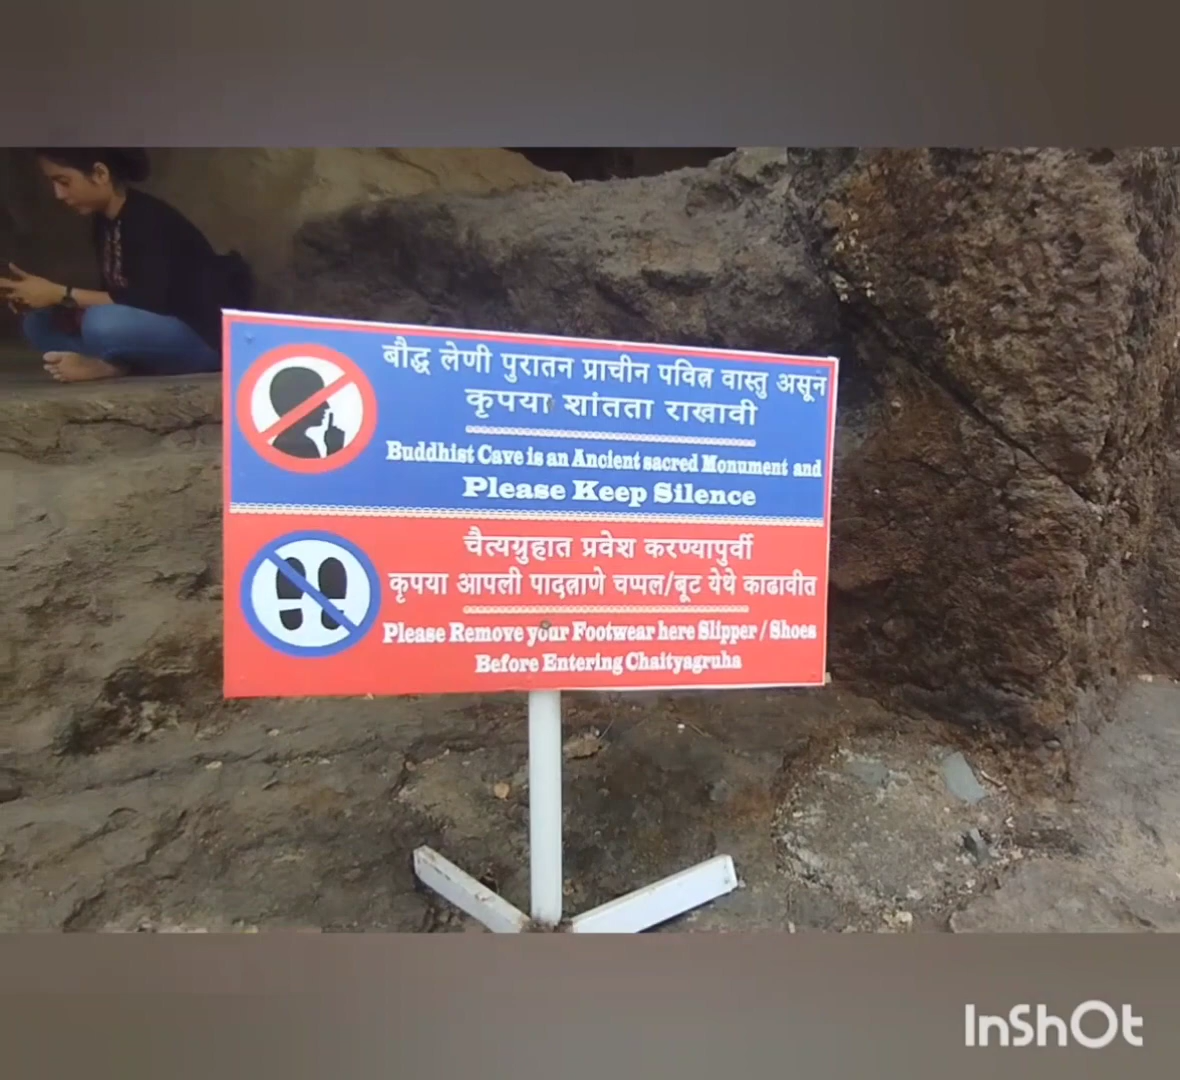 बौद्ध लेणी पुरातन प्राचीन पवित्र वास्तु असून
कृपया शांतता राखावी
Buddhist Cave is an Ancient sacred Monument and
Please Keep Silence
चैत्यग्रुहात प्रवेश करण्यापुर्वी
कृपया आपली पादत्राणे चप्पल/बूट येथे काढावीत
Please Remove your Footwear here Slipper / Shoes
Before Entering Chaityagruha
InShOt